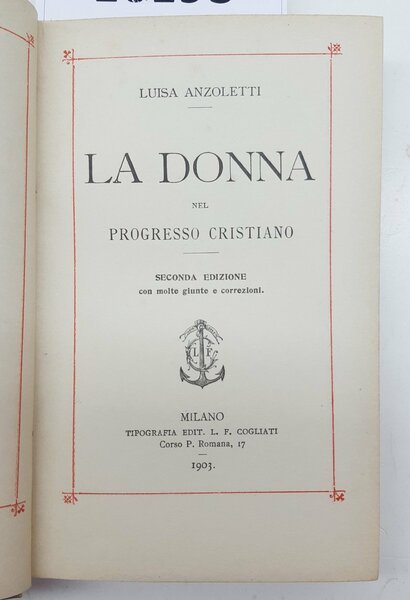 LUISA ANZOLETTI
LA DONNA
NEL
PROGRESSO CRISTIANO
SECONDA EDIZIONE
con molte giunte e correzioni.
L F
MILANO
TIPOGRAFIA EDIT. L. F. COGLIATI
Corso P. Romana, 17
1903.